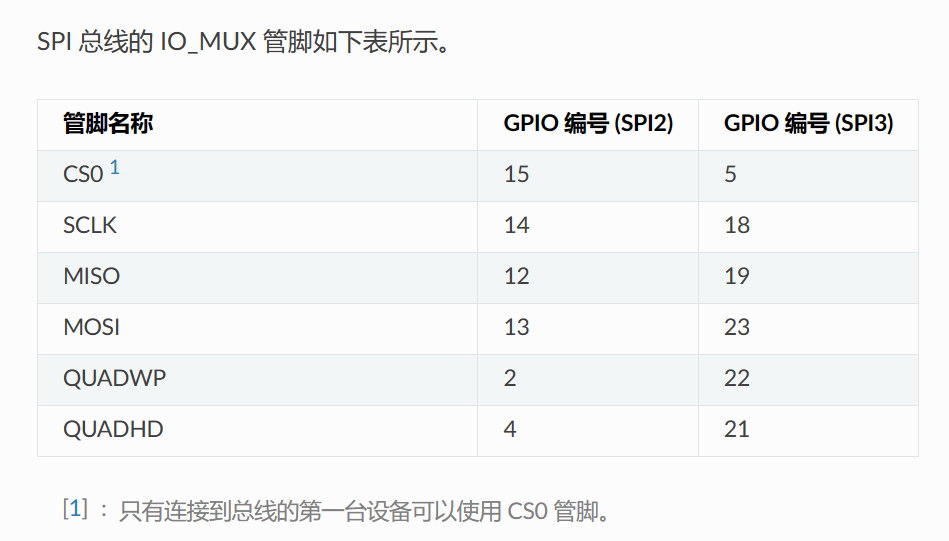 SPI 总线的 IO_MUX 管脚如下表所示。
管脚名称 GPIO 编号 (SPI2) GPIO 编号 (SPI3)
CS0 1 15 5
SCLK 14 18
MISO 12 19
MOSI 13 23
QUADWP 2 22
QUADHD 4 21
[1] ： 只有连接到总线的第一台设备可以使用 CS0 管脚。